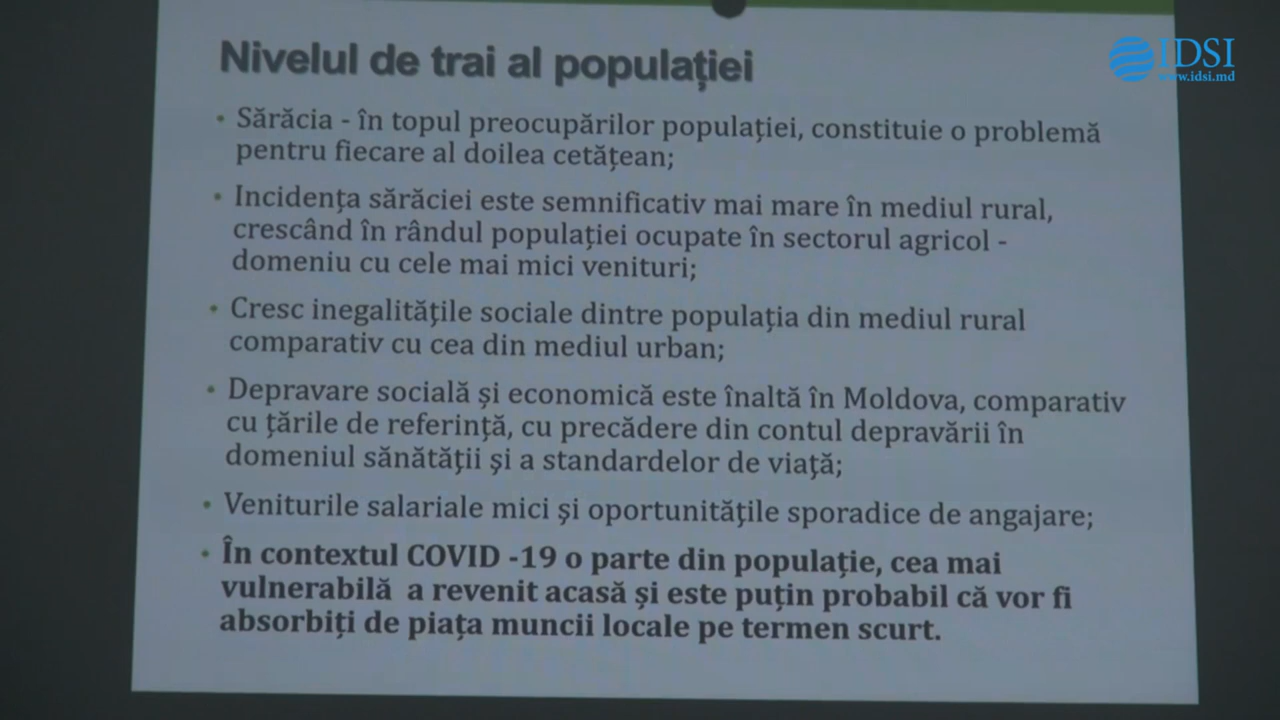 IDSI
www.idsi.md
Nivelul de trai al populației
• Sărăcia - în topul preocupărilor populației, constituie o problemă
pentru fiecare al doilea cetățean;
• Incidența sărăciei este semnificativ mai mare în mediul rural,
crescând în rândul populației ocupate în sectorul agricol -
domeniu cu cele mai mici venituri;
• Cresc inegalitățile sociale dintre populația din mediul rural
comparativ cu cea din mediul urban;
• Depravare socială și economică este înaltă în Moldova, comparativ
cu țările de referință, cu precădere din contul depravării în
domeniul sănătății și a standardelor de viață;
• Veniturile salariale mici și oportunitățile sporadice de angajare;
• În contextul COVID -19 o parte din populație, cea mai
vulnerabilă a revenit acasă și este puțin probabil că vor fi
absorbiți de piața muncii locale pe termen scurt.